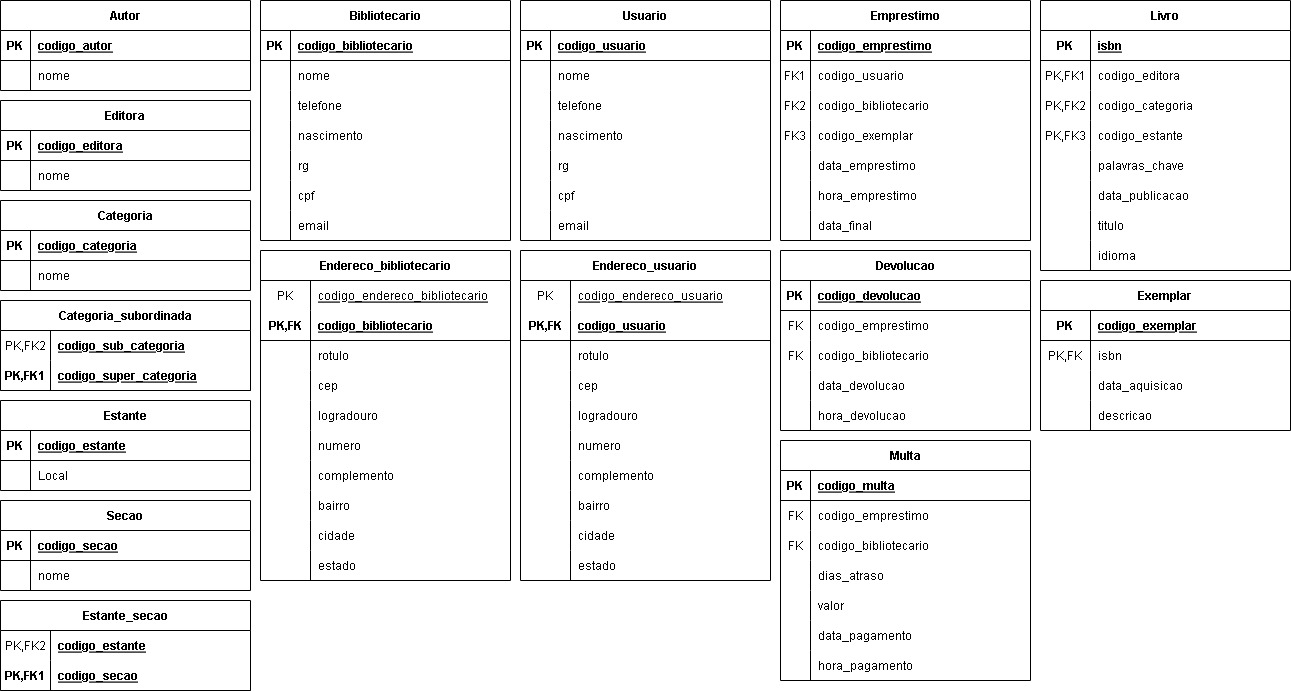 Autor
PK codigo_autor
nome
Editora
PK codigo_editora
nome
Categoria
PK codigo_categoria
nome
Categoria_subordinada
PK,FK2 codigo_sub_categoria
PK,FK1 codigo_super_categoria
Estante
PK codigo_estante
Local
Secao
PK codigo_secao
nome
Estante_secao
PK,FK2 codigo_estante
PK,FK1 codigo_secao
Bibliotecario
PK codigo_bibliotecario
nome
telefone
nascimento
rg
cpf
email
Endereco_bibliotecario
PK codigo_endereco_bibliotecario
PK,FK codigo_bibliotecario
rotulo
cep
logradouro
numero
complemento
bairro
cidade
estado
Usuario
PK codigo_usuario
nome
telefone
nascimento
rg
cpf
email
Endereco_usuario
PK codigo_endereco_usuario
PK,FK codigo_usuario
rotulo
cep
logradouro
numero
complemento
bairro
cidade
estado
Emprestimo
PK codigo_emprestimo
FK1 codigo_usuario
FK2 codigo_bibliotecario
FK3 codigo_exemplar
data_emprestimo
hora_emprestimo
data_final
Devolucao
PK codigo_devolucao
FK codigo_emprestimo
FK codigo_bibliotecario
data_devolucao
hora_devolucao
Multa
PK codigo_multa
FK codigo_emprestimo
FK codigo_bibliotecario
dias_atraso
valor
data_pagamento
hora_pagamento
Livro
PK isbn
PK,FK1 codigo_editora
PK,FK2 codigo_categoria
PK,FK3 codigo_estante
palavras_chave
data_publicacao
titulo
idioma
Exemplar
PK codigo_exemplar
PK,FK isbn
data_aquisicao
descricao